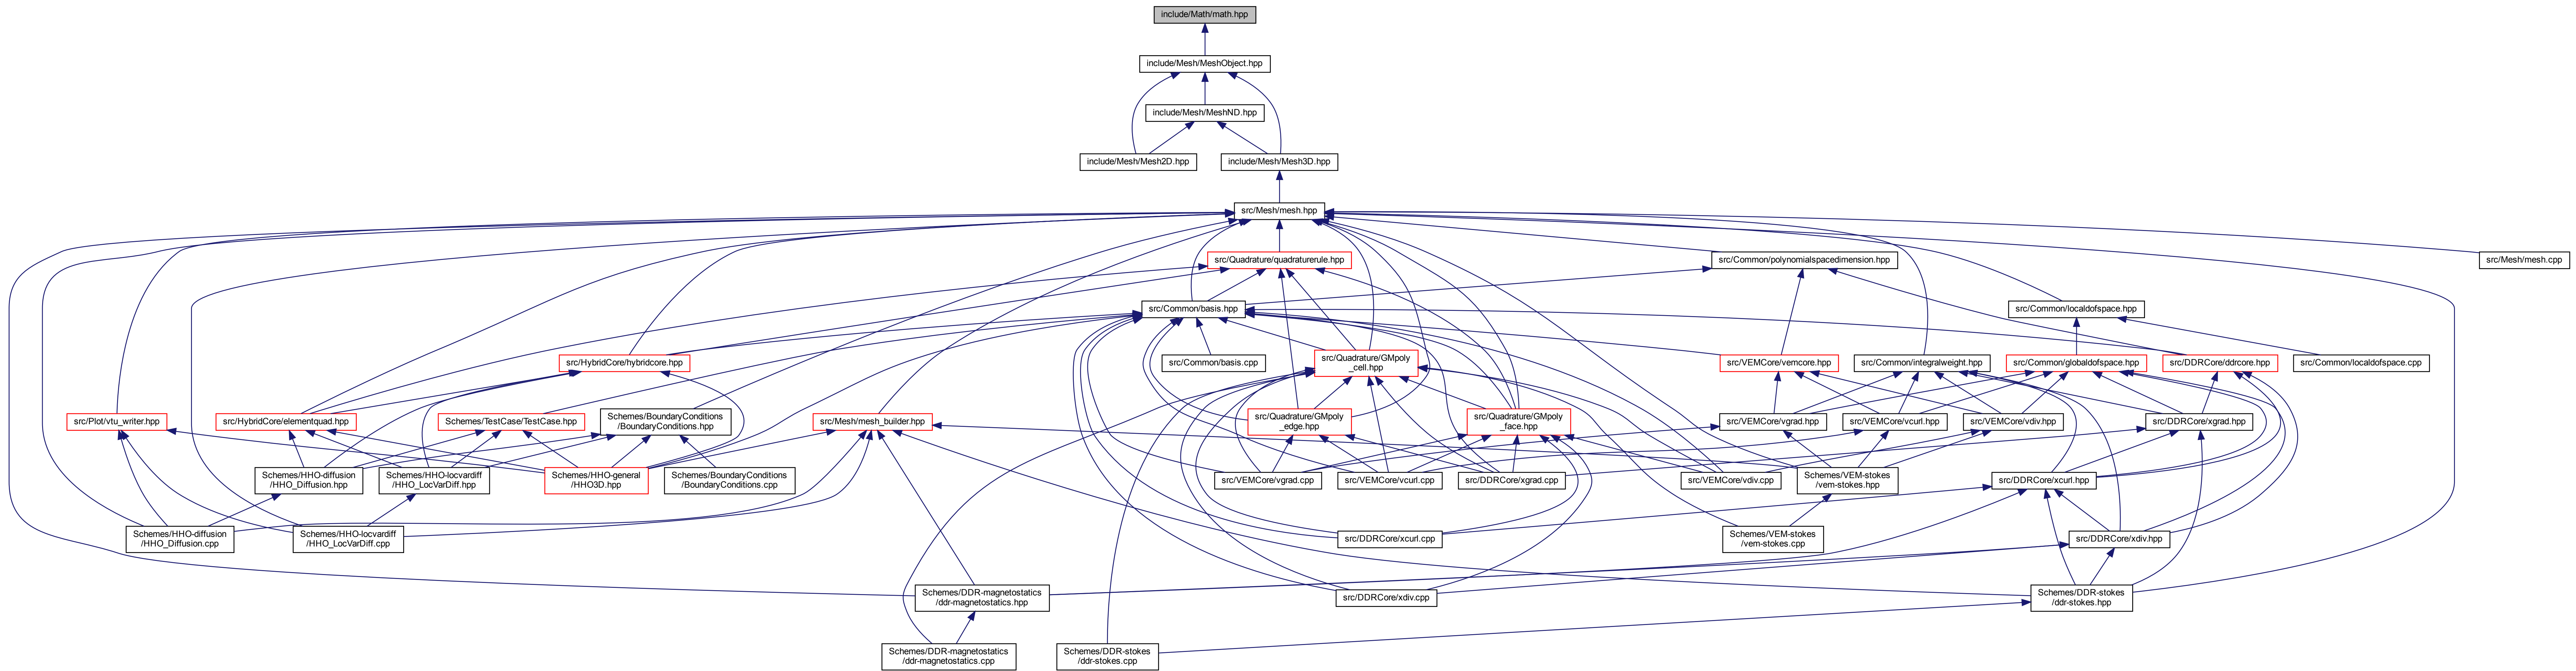 include/Math/math.hpp
include/Mesh/MeshObject.hpp
include/Mesh/MeshND.hpp
include/Mesh/Mesh2D.hpp
include/Mesh/Mesh3D.hpp
src/Mesh/mesh.hpp
src/Quadrature/quadraturerule.hpp
src/Common/polynomialspacedimension.hpp
src/Mesh/mesh.cpp
src/Common/basis.hpp
src/Common/localdofspace.hpp
src/HybridCore/hybridcore.hpp
src/Common/basis.cpp
src/Quadrature/GMpoly
_cell.hpp
src/VEMCore/vemcore.hpp
src/Common/integralweight.hpp
src/Common/globaldofspace.hpp
src/DDRCore/ddrcore.hpp
src/Common/localdofspace.cpp
src/Plot/vtu_writer.hpp
src/HybridCore/elementquad.hpp
Schemes/TestCase/TestCase.hpp
Schemes/BoundaryConditions
/BoundaryConditions.hpp
src/Mesh/mesh_builder.hpp
src/Quadrature/GMpoly
_edge.hpp
src/Quadrature/GMpoly
_face.hpp
src/VEMCore/vgrad.hpp
src/VEMCore/vcurl.hpp
src/VEMCore/vdiv.hpp
src/DDRCore/xgrad.hpp
Schemes/HHO-diffusion
/HHO_Diffusion.hpp
Schemes/HHO-locvardiff
/HHO_LocVarDiff.hpp
Schemes/HHO-general
/HHO3D.hpp
Schemes/BoundaryConditions
/BoundaryConditions.cpp
src/VEMCore/vgrad.cpp
src/VEMCore/vcurl.cpp
src/DDRCore/xgrad.cpp
src/VEMCore/vdiv.cpp
Schemes/VEM-stokes
/vem-stokes.hpp
src/DDRCore/xcurl.hpp
Schemes/HHO-diffusion
/HHO_Diffusion.cpp
Schemes/HHO-locvardiff
/HHO_LocVarDiff.cpp
src/DDRCore/xcurl.cpp
Schemes/VEM-stokes
/vem-stokes.cpp
src/DDRCore/xdiv.hpp
Schemes/DDR-magnetostatics
/ddr-magnetostatics.hpp
src/DDRCore/xdiv.cpp
Schemes/DDR-stokes
/ddr-stokes.hpp
Schemes/DDR-magnetostatics
/ddr-magnetostatics.cpp
Schemes/DDR-stokes
/ddr-stokes.cpp